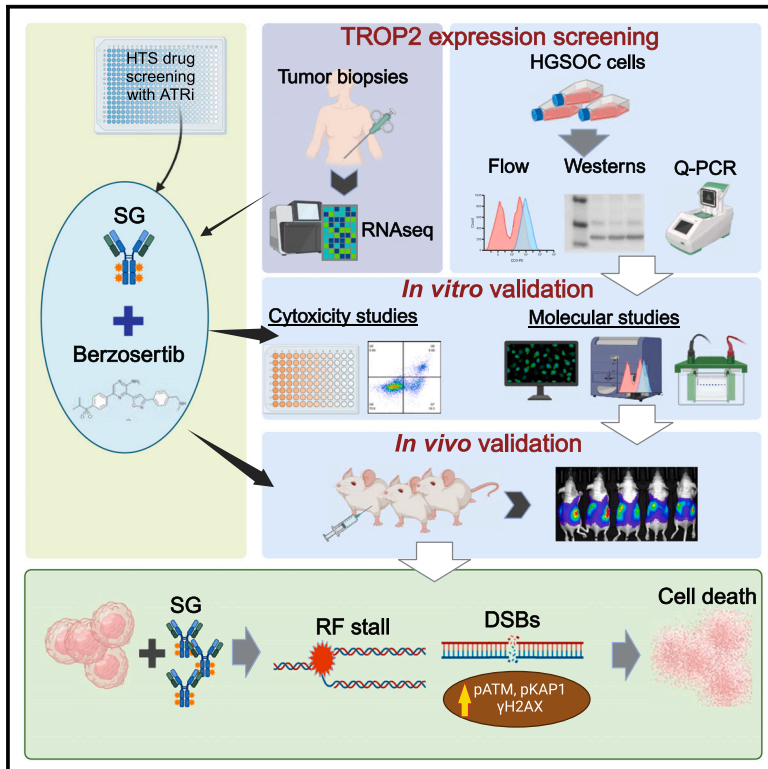 HTS drug
screening
with ATRi
SG
Berzosertib
TROP2 expression screening
Tumor biopsies
RNAseq
HGSOC cells
Flow
Westerns
Q-PCR
Count
In vitro validation
Cytoxicity studies
Molecular studies
In vivo validation
SG
RF stall
DSBs
pATM, pKAP1
γH2AX
Cell death